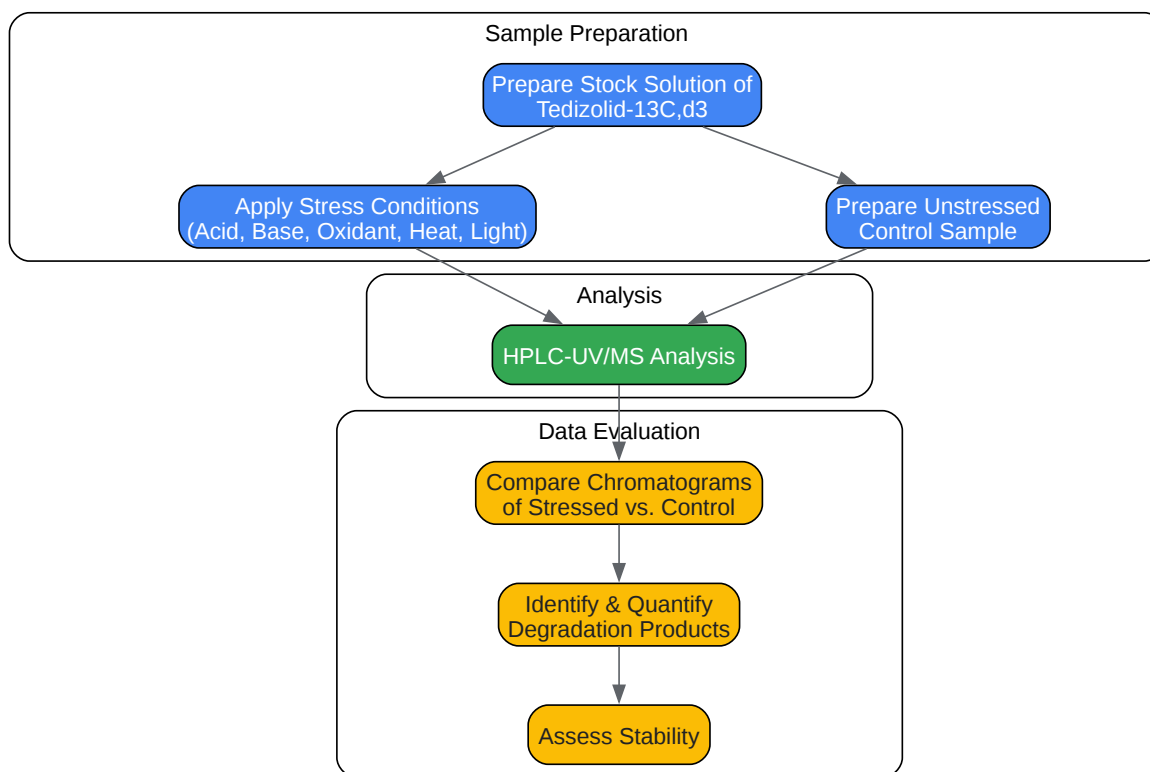 Sample Preparation
Prepare Stock Solution of
Tedizolid-13C,d3
Apply Stress Conditions
(Acid, Base, Oxidant, Heat, Light)
Prepare Unstressed
Control Sample
Analysis
HPLC-UV/MS Analysis
Data Evaluation
Compare Chromatograms
of Stressed vs. Control
Identify & Quantify
Degradation Products
Assess Stability